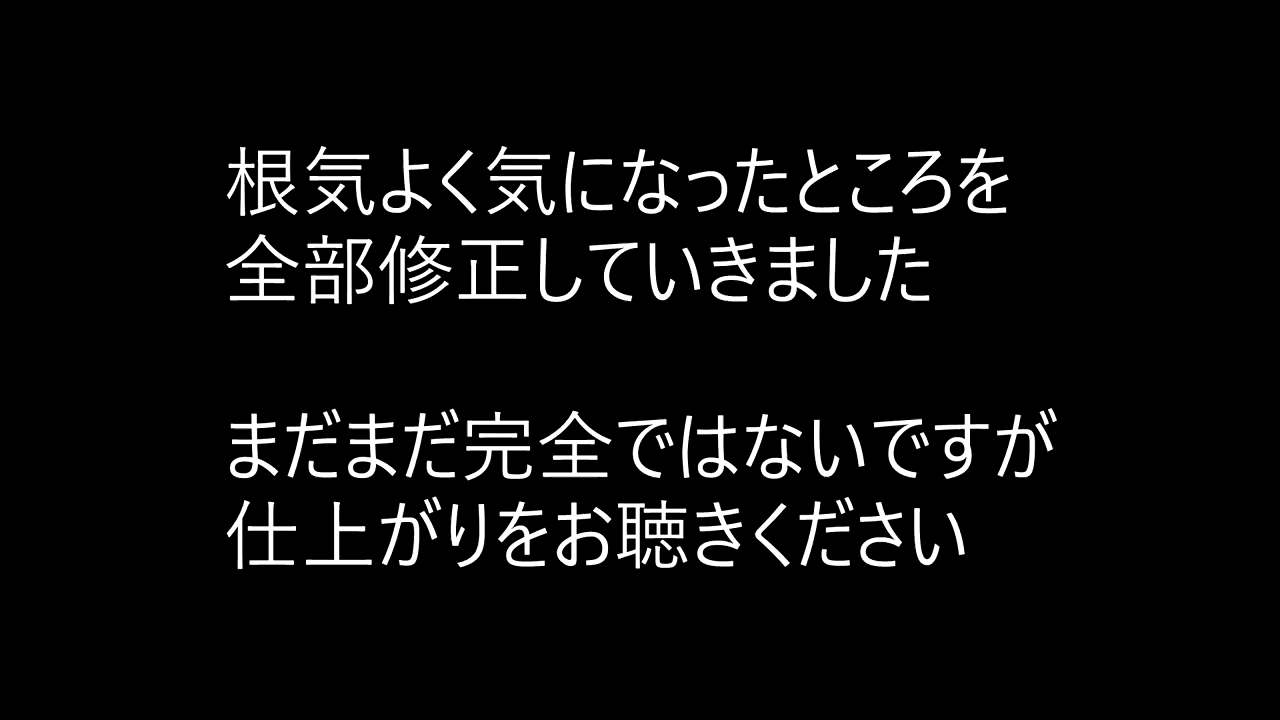 根気よく気になったところを
全部修正していきました
まだまだ完全ではないですが
仕上がりをお聴きください